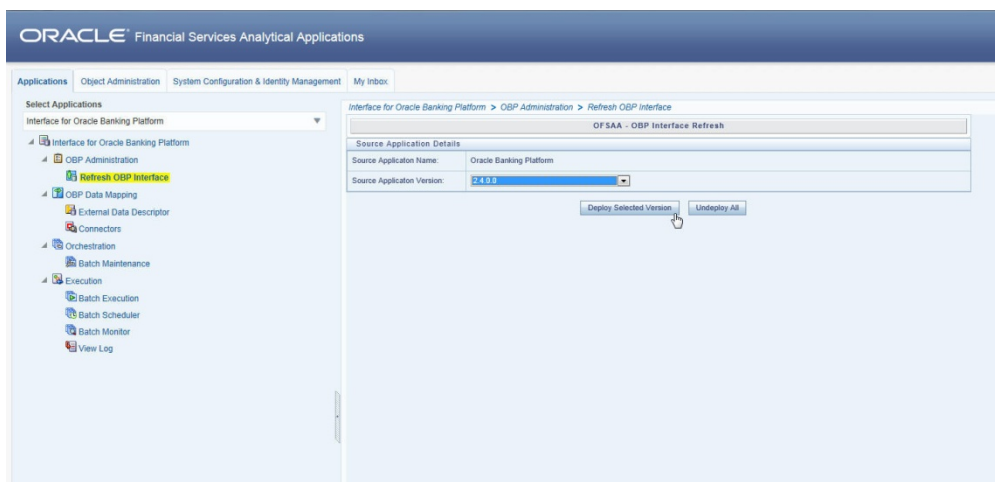 ORACLE Financial Services Analytical Applications
Applications Object Administration System Configuration & Identity Management My Inbox
Select Applications
Interface for Oracle Banking Platform
Interface for Oracle Banking Platform
OBP Administration
Refresh OBP Interface
OBP Data Mapping
External Data Descriptor
Connectors
Orchestration
Batch Maintenance
Execution
Batch Execution
Batch Scheduler
Batch Monitor
View Log
Interface for Oracle Banking Platform > OBP Administration > Refresh OBP Interface
OFSAA - OBP Interface Refresh
Source Application Details
Source Applicaton Name: Oracle Banking Platform
Source Applicaton Version: 2.4.0.0
Deploy Selected Version Undeploy All